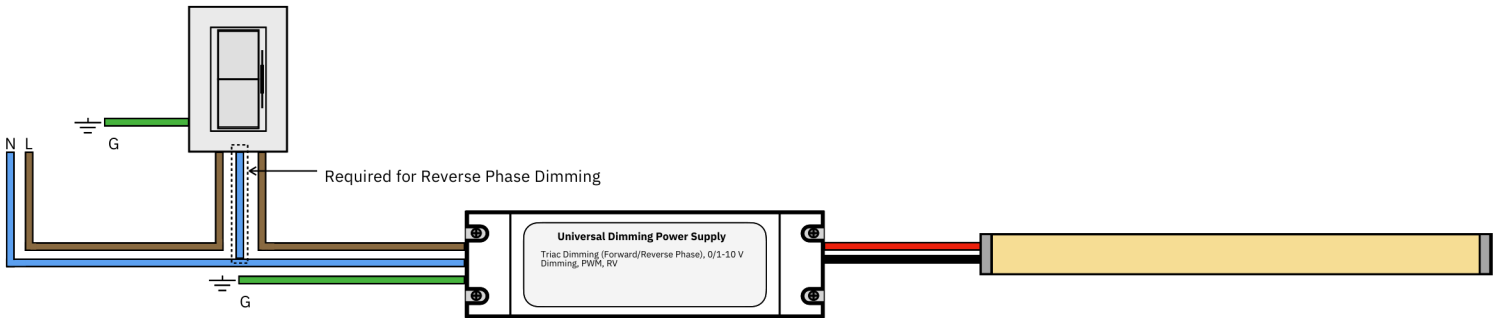 N L
G
Required for Reverse Phase Dimming
Universal Dimming Power Supply
Triac Dimming (Forward/Reverse Phase), 0/1-10 V
Dimming, PWM, RV
G